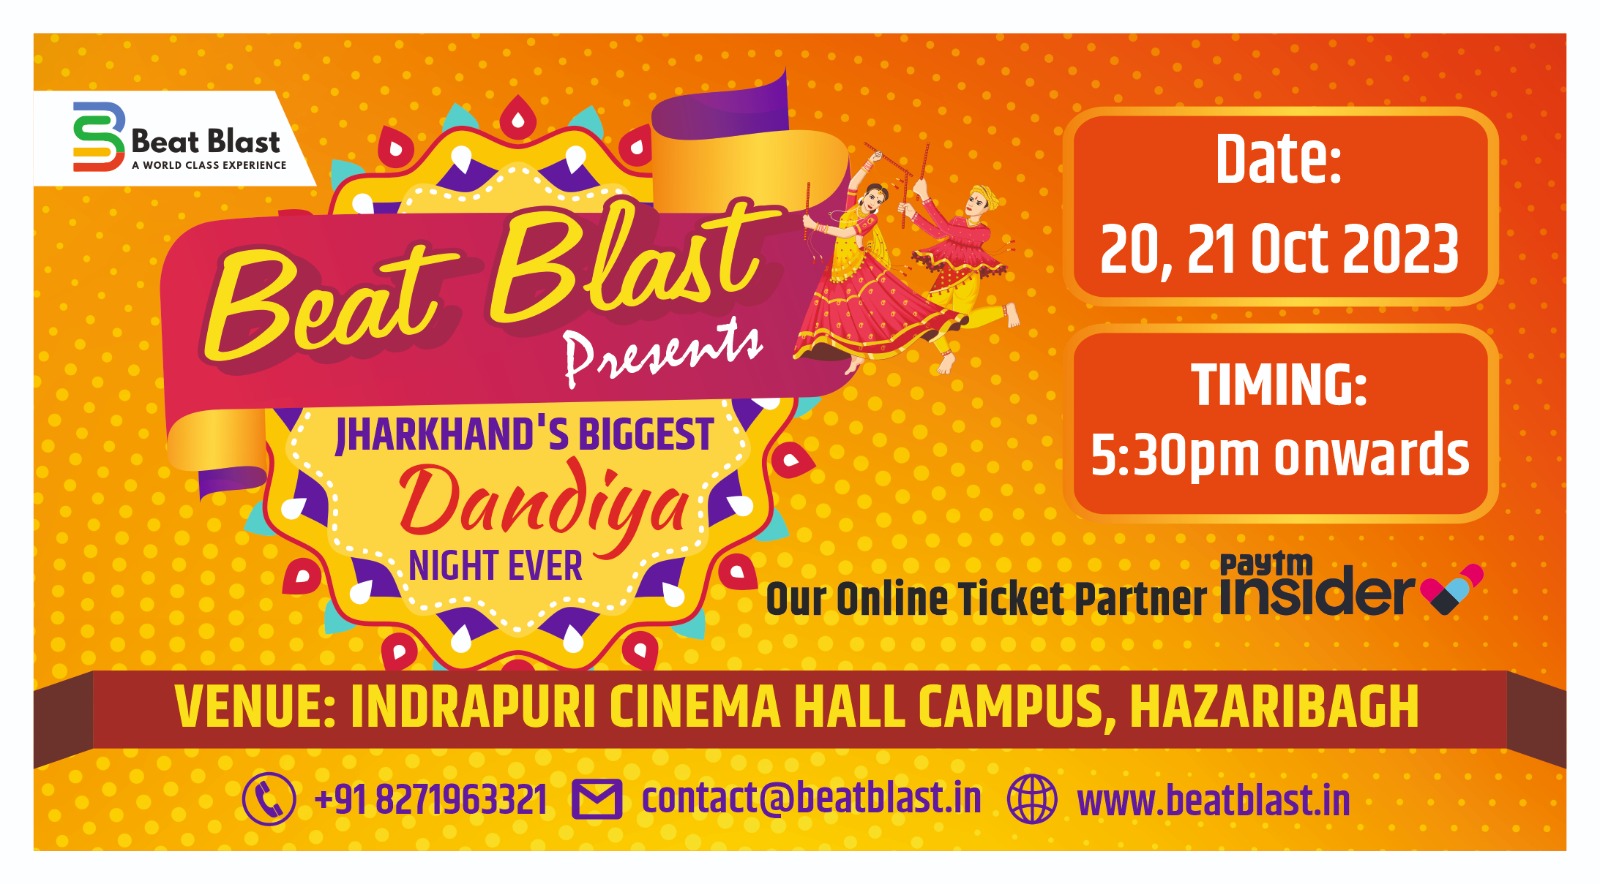 Beat Blast
A WORLD CLASS EXPERIENCE
Beat Blast
Presents
JHARKHAND'S BIGGEST
Dandiya
NIGHT EVER
Date:
20, 21 Oct 2023
TIMING:
5:30pm onwards
Our Online Ticket Partner paytm insider
VENUE: INDRAPURI CINEMA HALL CAMPUS, HAZARIBAGH
+91 8271963321 contact@beatblast.in www.beatblast.in